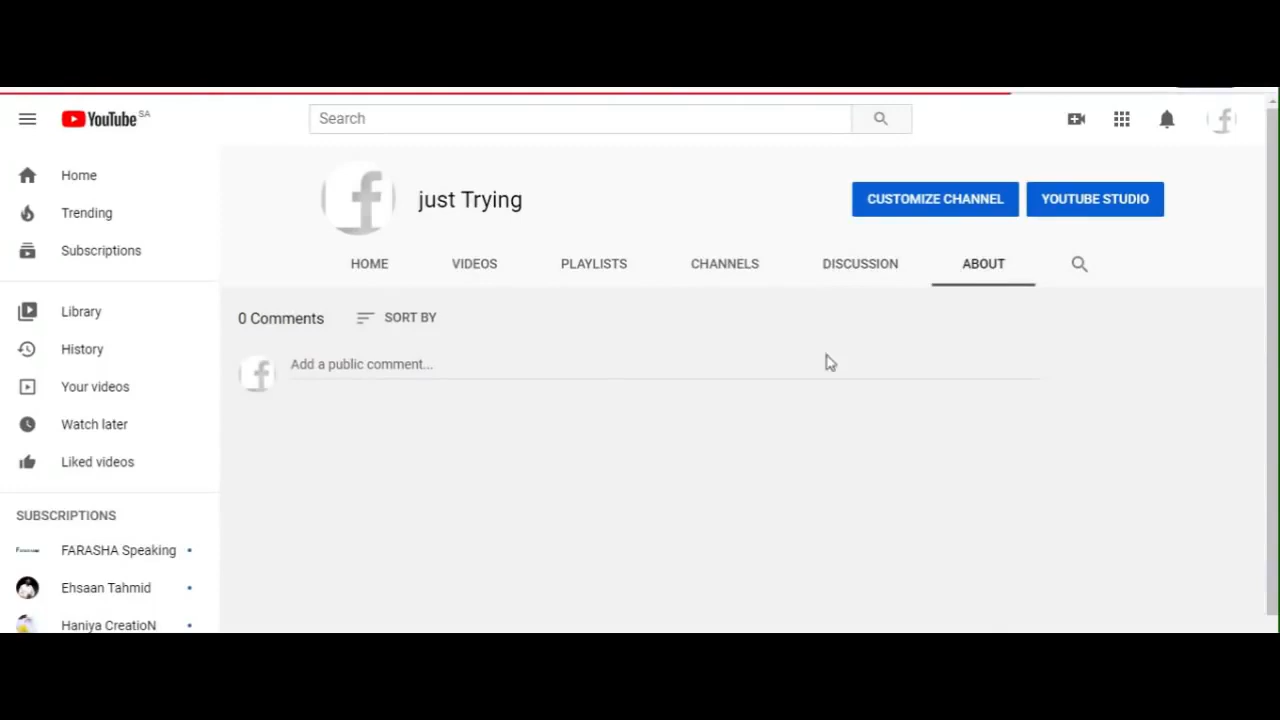 YouTube SA
Search
Home
Trending
Subscriptions
Library
History
Your videos
Watch later
Liked videos
SUBSCRIPTIONS
FARASHA Speaking
Ehsaan Tahmid
Haniya CreatioN
just Trying
CUSTOMIZE CHANNEL
YOUTUBE STUDIO
HOME VIDEOS PLAYLISTS CHANNELS DISCUSSION ABOUT
0 Comments SORT BY
Add a public comment...